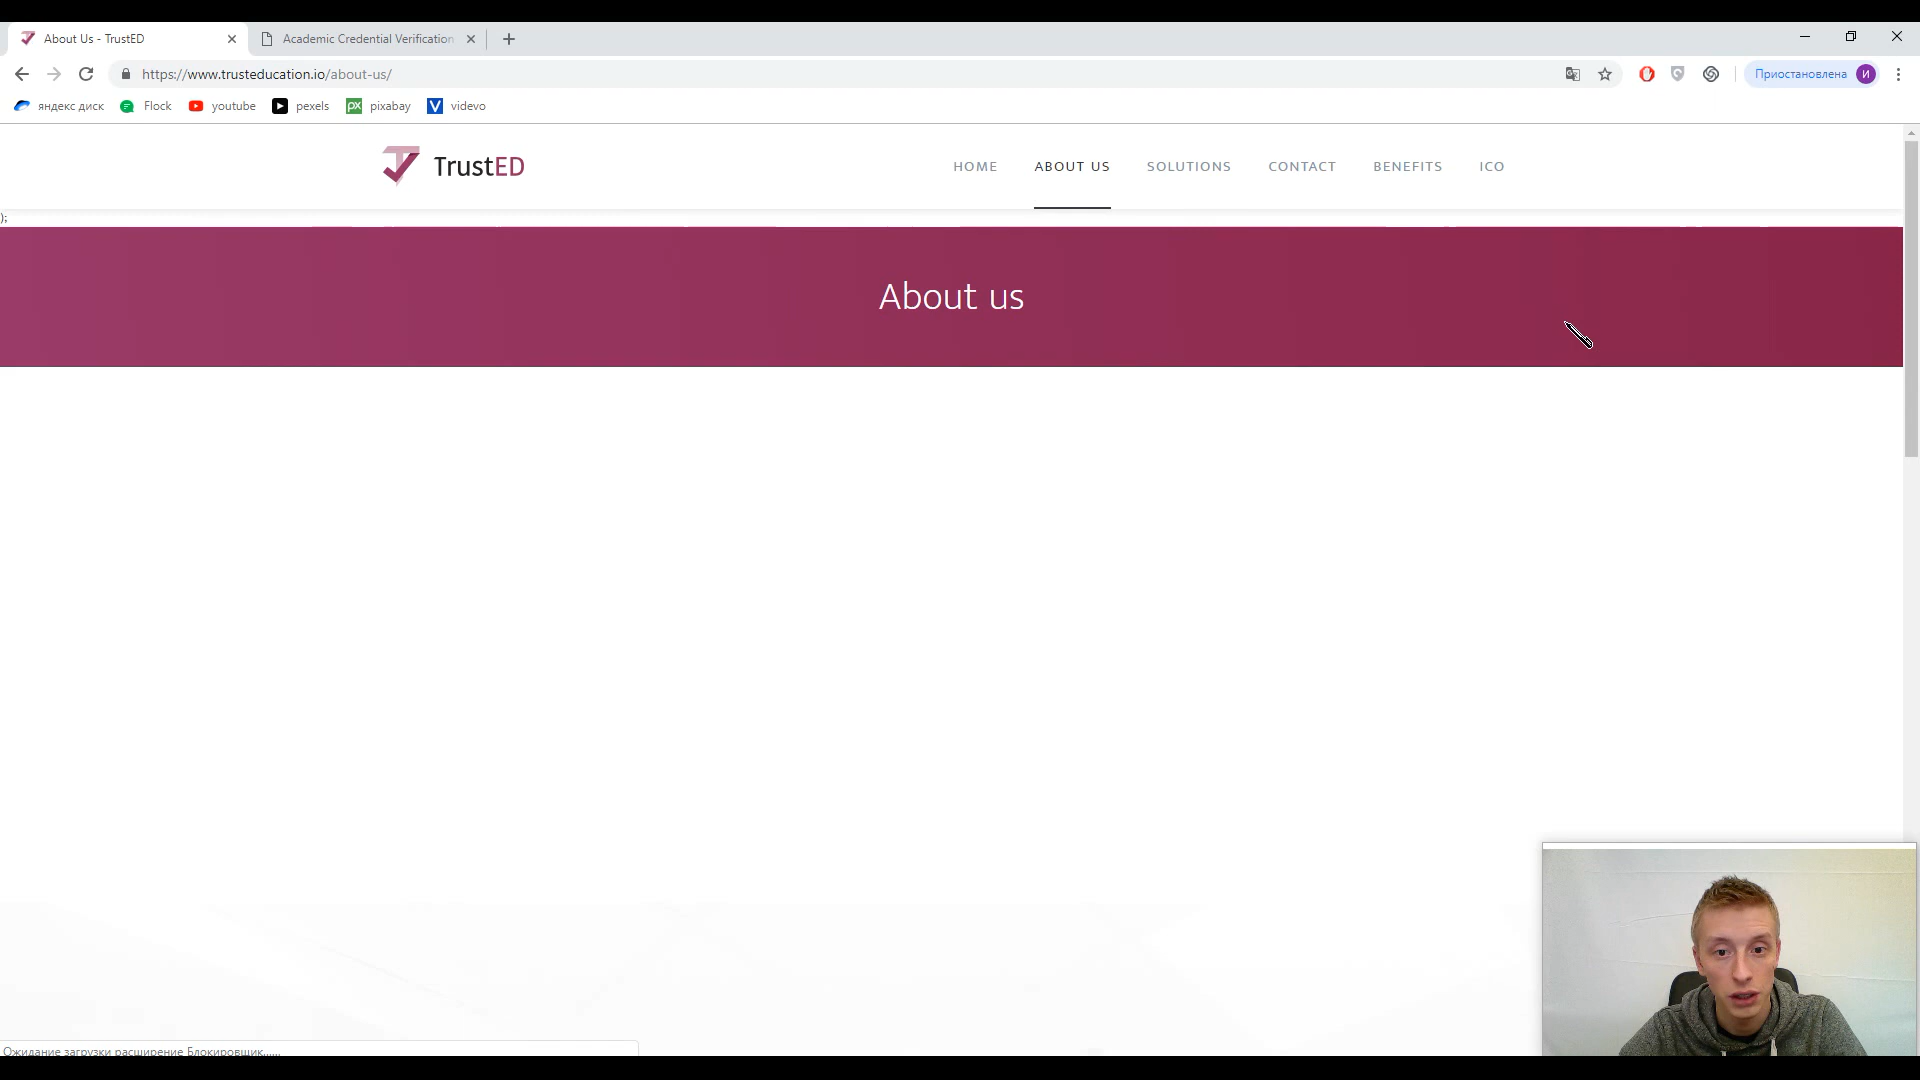 About Us - TrustED
Academic Credential Verification
https://www.trusteducation.io/about-us/
Приостановлена И
яндекс диск Flock youtube pexels px pixabay V videvo
TrustED HOME ABOUT US SOLUTIONS CONTACT BENEFITS ICO
);
About us
Ожидание загрузки расширение Блокировщик......